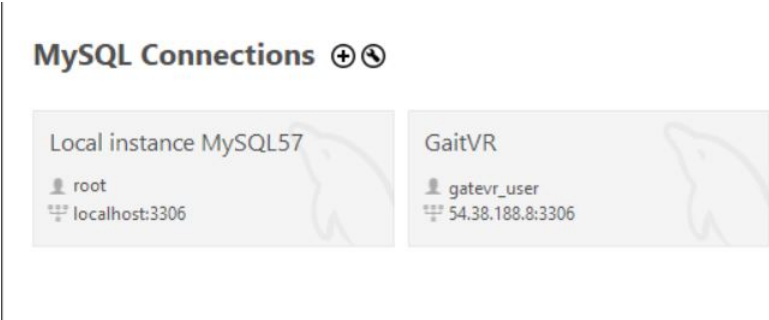 MySQL Connections
Local instance MySQL57
root
localhost:3306
GaitVR
gatevr_user
54.38.188.8:3306